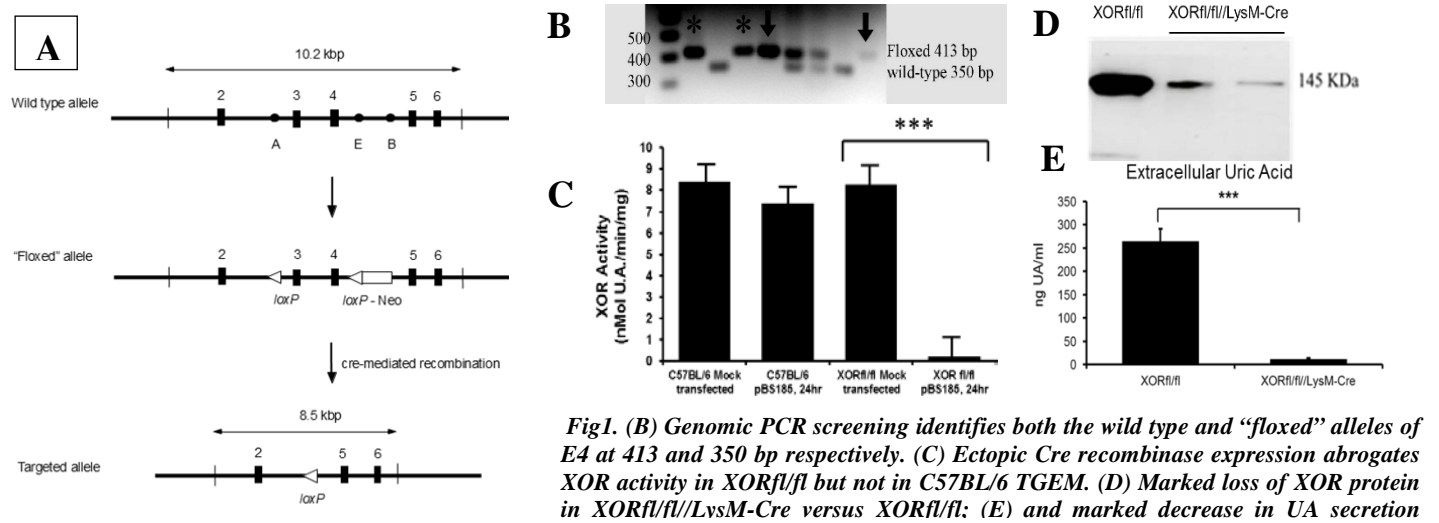 A
10.2 kbp
2 3 4 5 6
Wild type allele
A E B
2 3 4 5 6
"Floxed" allele
loxP loxP - Neo
cre-mediated recombination
8.5 kbp
2 5 6
Targeted allele
loxP
B
500
400
300
* *
Floxed 413 bp
wild-type 350 bp
C
***
XOR Activity
(nMol U.A./min/mg)
10
9
8
7
6
5
4
3
2
1
0
C57BL/6 Mock transfected
C57BL/6 pBS185, 24hr
XORfl/fl Mock transfected
XOR fl/fl pBS185, 24hr
D
XORfl/fl XORfl/fl//LysM-Cre
145 KDa
E
Extracellular Uric Acid
***
ng UA/ml
350
300
250
200
150
100
50
0
XORfl/fl XORfl/fl//LysM-Cre
Fig1. (B) Genomic PCR screening identifies both the wild type and “floxed” alleles of
E4 at 413 and 350 bp respectively. (C) Ectopic Cre recombinase expression abrogates
XOR activity in XORfl/fl but not in C57BL/6 TGEM. (D) Marked loss of XOR protein
in XORfl/fl//LysM-Cre versus XORfl/fl; (E) and marked decrease in UA secretion